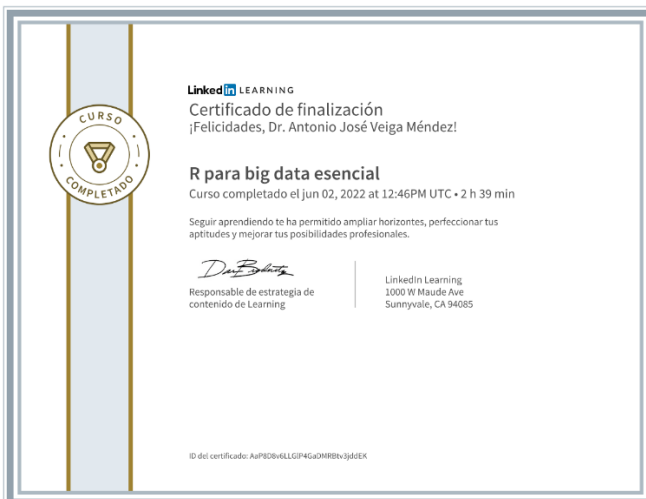 CURSO
COMPLETADO
Linked in LEARNING
Certificado de finalización
¡Felicidades, Dr. Antonio José Veiga Méndez!
R para big data esencial
Curso completado el jun 02, 2022 at 12:46PM UTC • 2 h 39 min
Seguir aprendiendo te ha permitido ampliar horizontes, perfeccionar tus
aptitudes y mejorar tus posibilidades profesionales.
Responsable de estrategia de
contenido de Learning
LinkedIn Learning
1000 W Maude Ave
Sunnyvale, CA 94085
ID del certificado: